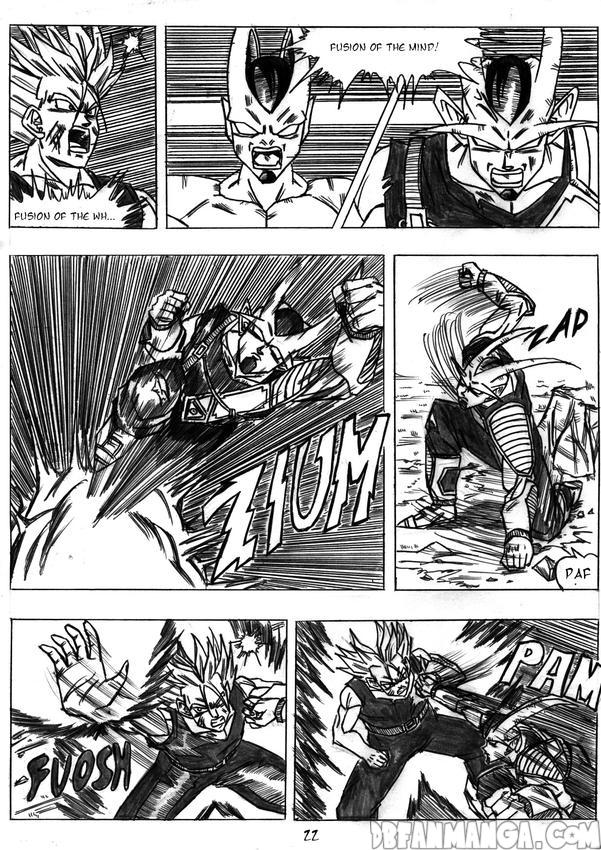 FUSION OF THE WH...
FUSION OF THE MIND!
ZIUM
ZAP
PAF
FUOSH
PAM
22
DBFANMANGA.COM